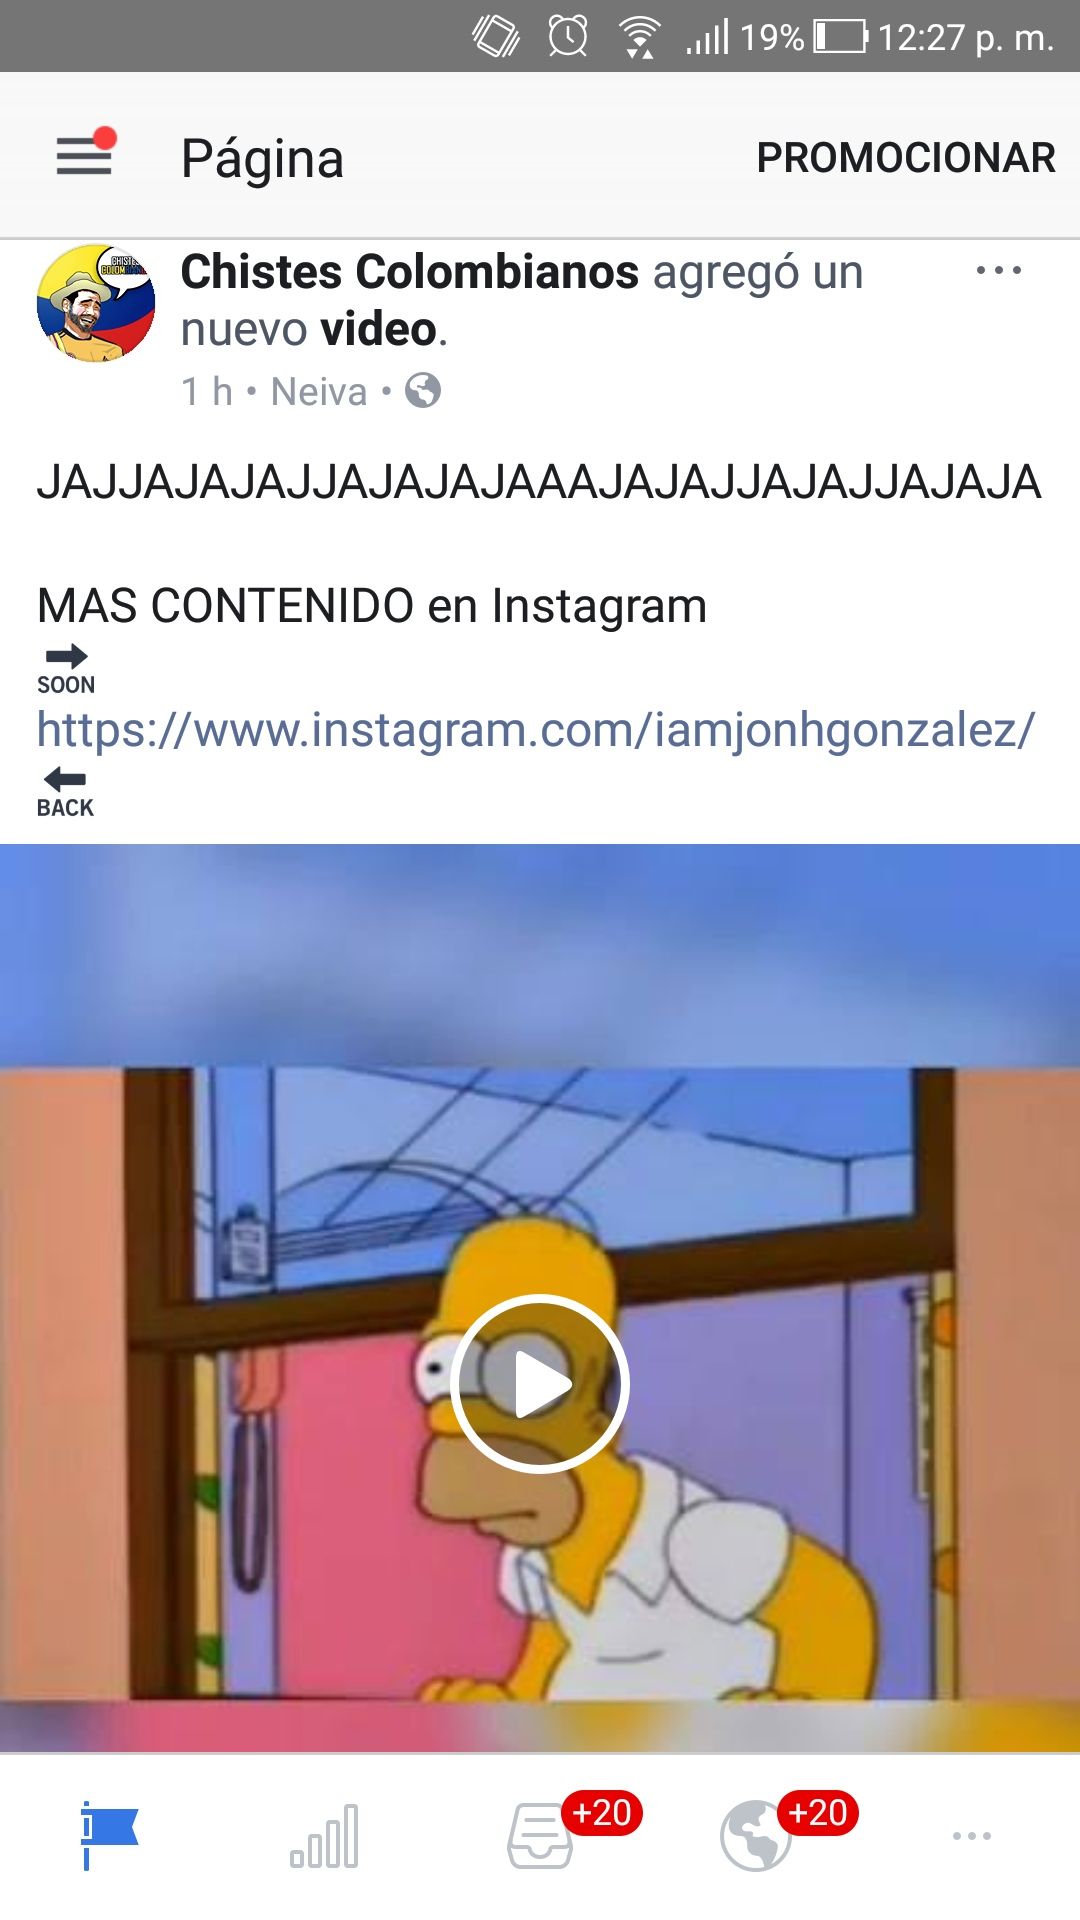 19% 12:27 p. m.
Página PROMOCIONAR
CHISTES
Chistes Colombianos agregó un
nuevo video.
1 h • Neiva •
JAJJAJAJAJJAJAJAJAAAJAJAJJAJAJJAJAJA
MAS CONTENIDO en Instagram
SOON
https://www.instagram.com/iamjonhgonzalez/
BACK
+20 +20